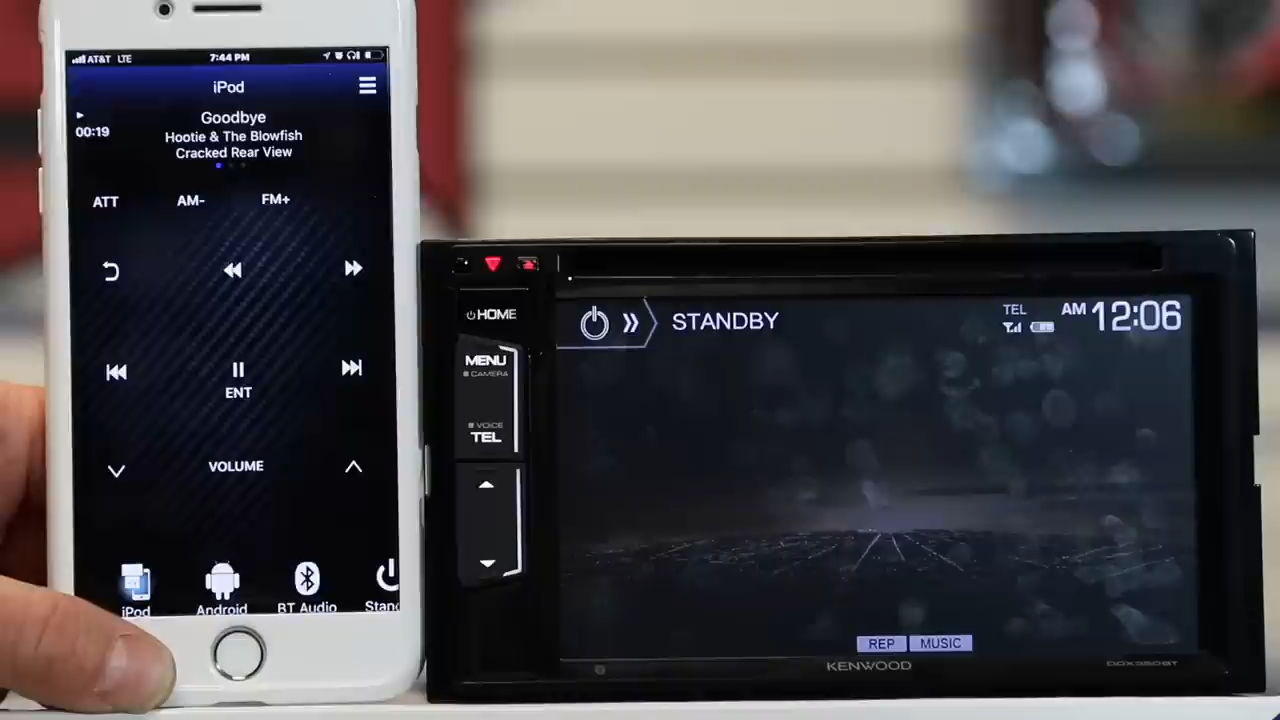 AT&T LTE 7:44 PM
iPod
Goodbye
00:19
Hootie & The Blowfish
Cracked Rear View
ATT AM- FM+
ENT
VOLUME
iPod Android BT Audio Stand
HOME
MENU
CAMERA
VOICE
TEL
STANDBY
TEL
AM 12:06
REP MUSIC
KENWOOD